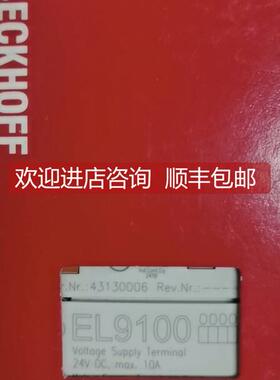 BECKHOFF
欢迎进店咨询 顺丰包邮
Nr.: 43130006 Rev.Nr.: ----
EL9100
Voltage Supply Terminal
24V DC, max. 10A